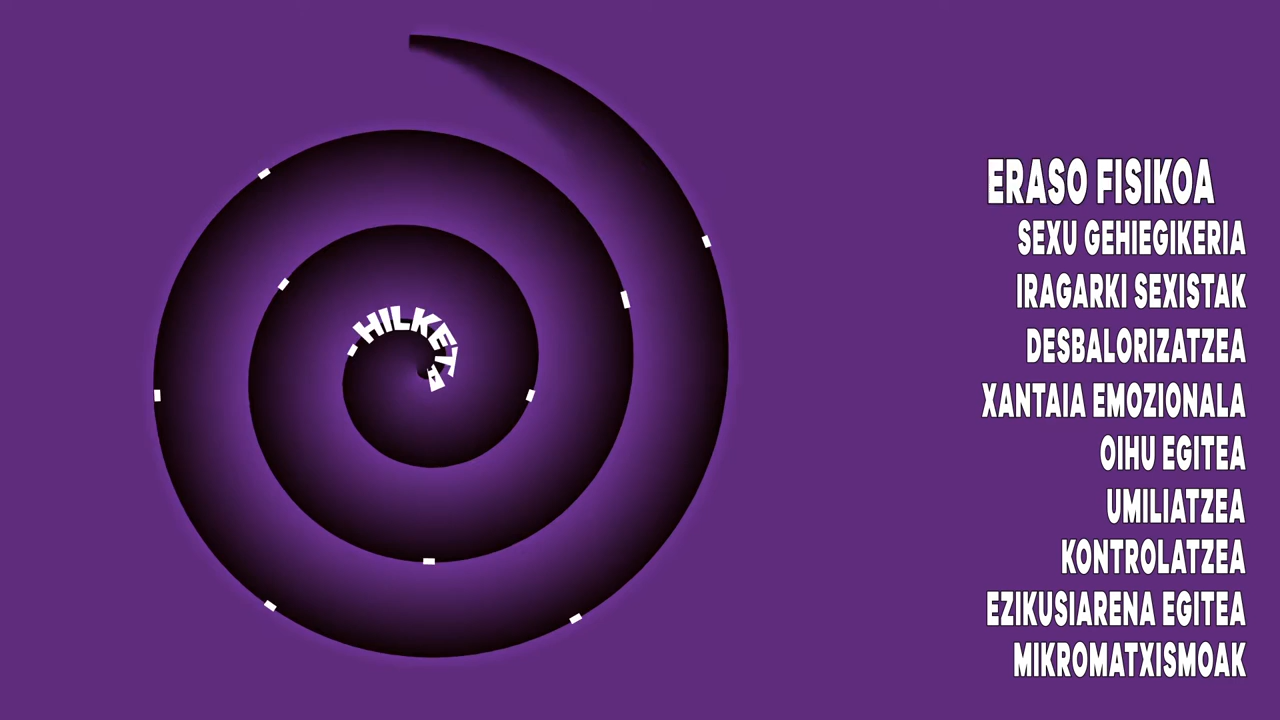 HILKETA
ERASO FISIKOA
SEXU GEHIEGIKERIA
IRAGARKI SEXISTAK
DESBALORIZATZEA
XANTAIA EMOZIONALA
OIHU EGITEA
UMILIATZEA
KONTROLATZEA
EZIKUSIARENA EGITEA
MIKROMATXISMOAK